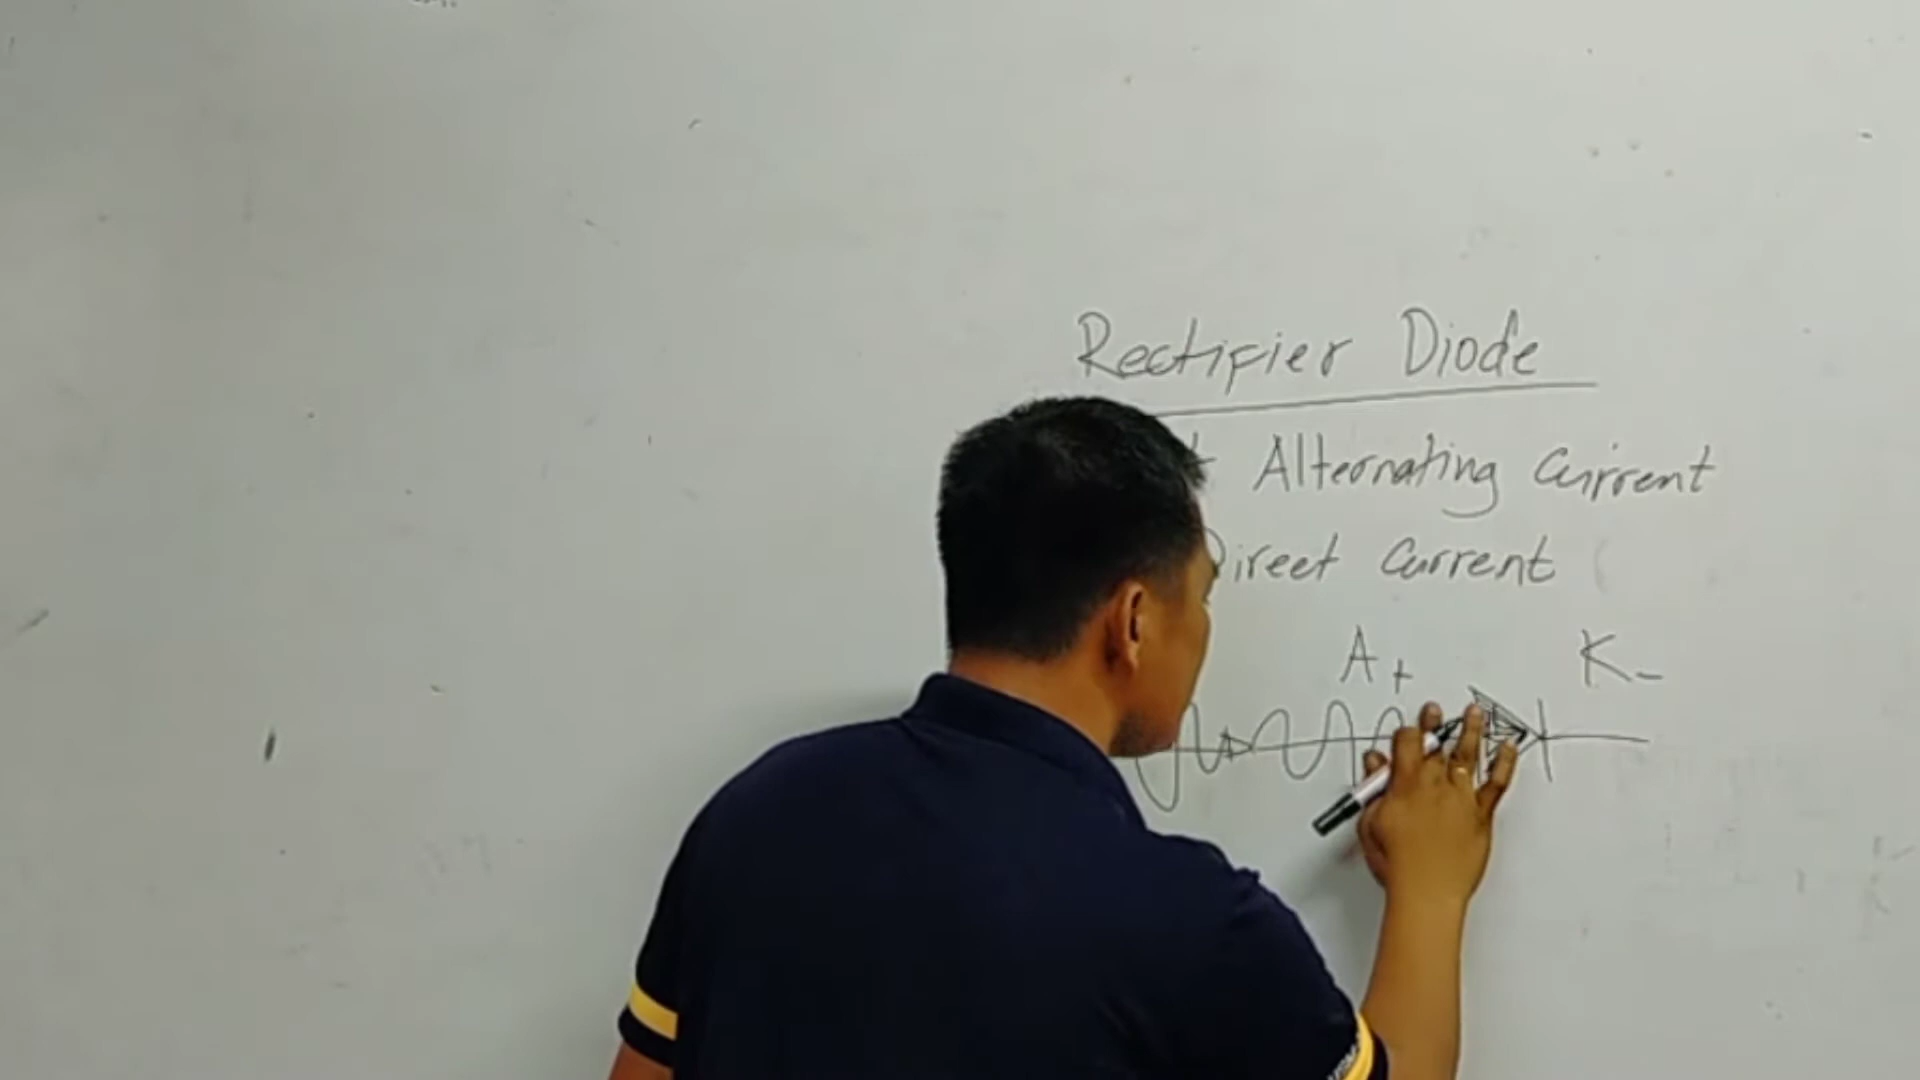 Rectifier Diode
Alternating Current
Direct Current
A+ K-